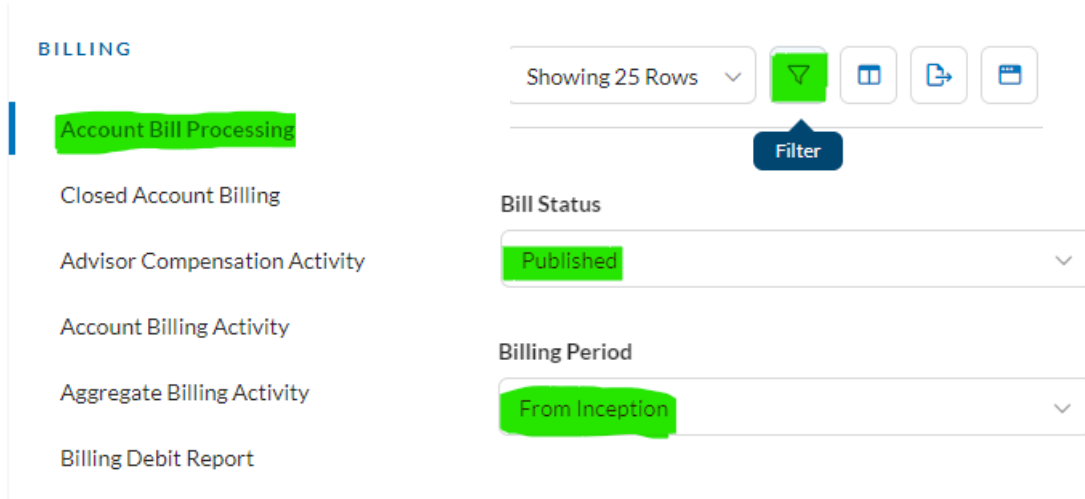 BILLING
Account Bill Processing
Closed Account Billing
Advisor Compensation Activity
Account Billing Activity
Aggregate Billing Activity
Billing Debit Report
Showing 25 Rows
Filter
Bill Status
Published
Billing Period
From Inception